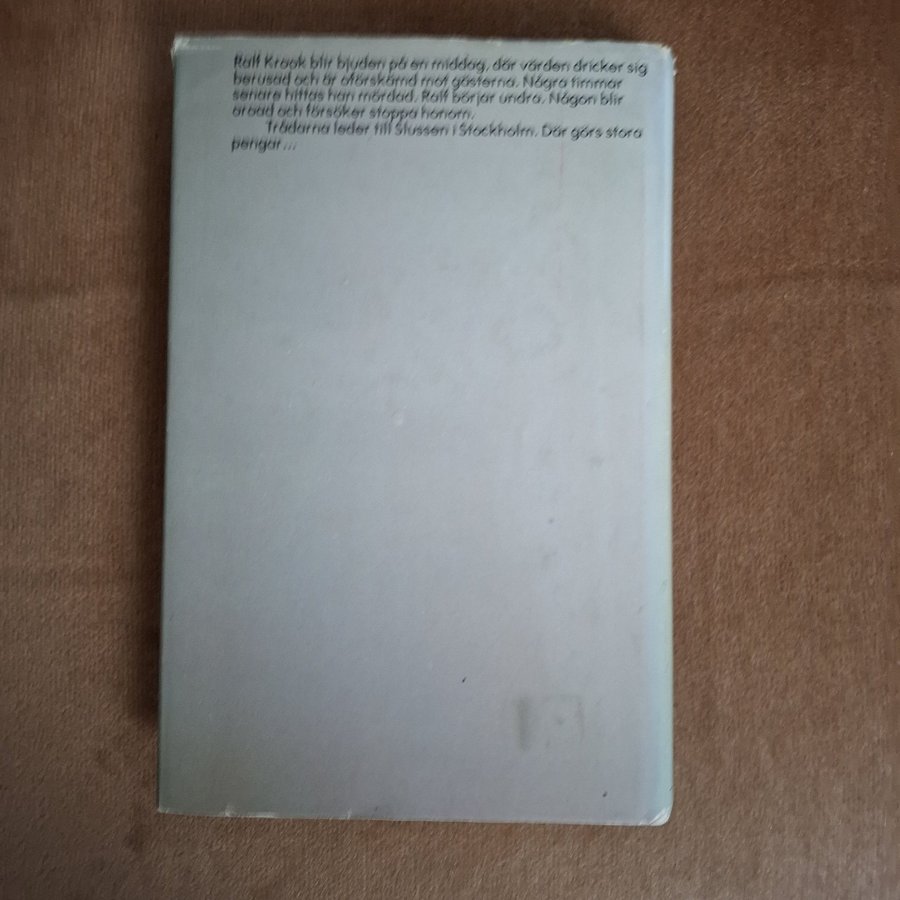 Ralf Krook blir bjuden på en middag, där värden dricker sig
berusad och är oförskämd mot gästerna. Några timmar
senare hittas han mördad. Ralf börjar undra. Någon blir
oroad och försöker stoppa honom.
Trådarna leder till Slussen i Stockholm. Där görs stora
pengar...